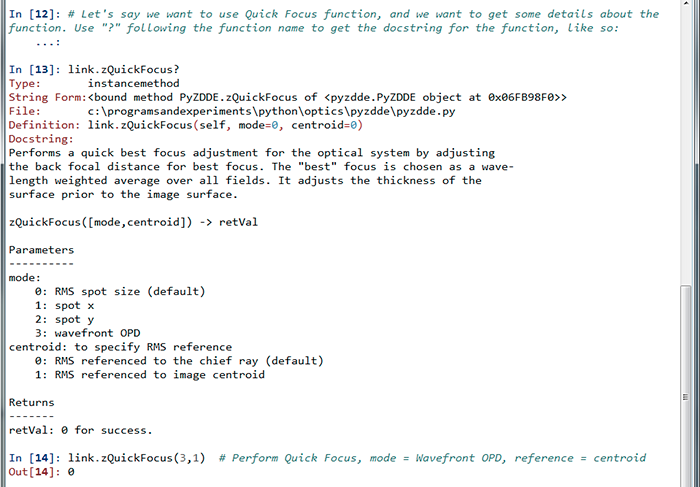 In [12]: # Let's say we want to use Quick Focus function, and we want to get some details about the
function. Use "?" following the function name to get the docstring for the function, like so:
...:
In [13]: link.zQuickFocus?
Type: instancemethod
String Form:<bound method PyZDDE.zQuickFocus of <pyzdde.PyZDDE object at 0x06FB98F0>>
File: c:\programsandexperiments\python\optics\pyzdde\pyzdde.py
Definition: link.zQuickFocus(self, mode=0, centroid=0)
Docstring:
Performs a quick best focus adjustment for the optical system by adjusting
the back focal distance for best focus. The "best" focus is chosen as a wave-
length weighted average over all fields. It adjusts the thickness of the
surface prior to the image surface.
zQuickFocus([mode,centroid]) -> retVal
Parameters
----------
mode:
0: RMS spot size (default)
1: spot x
2: spot y
3: wavefront OPD
centroid: to specify RMS reference
0: RMS referenced to the chief ray (default)
1: RMS referenced to image centroid
Returns
-------
retVal: 0 for success.
In [14]: link.zQuickFocus(3,1)  # Perform Quick Focus, mode = Wavefront OPD, reference = centroid
Out[14]: 0